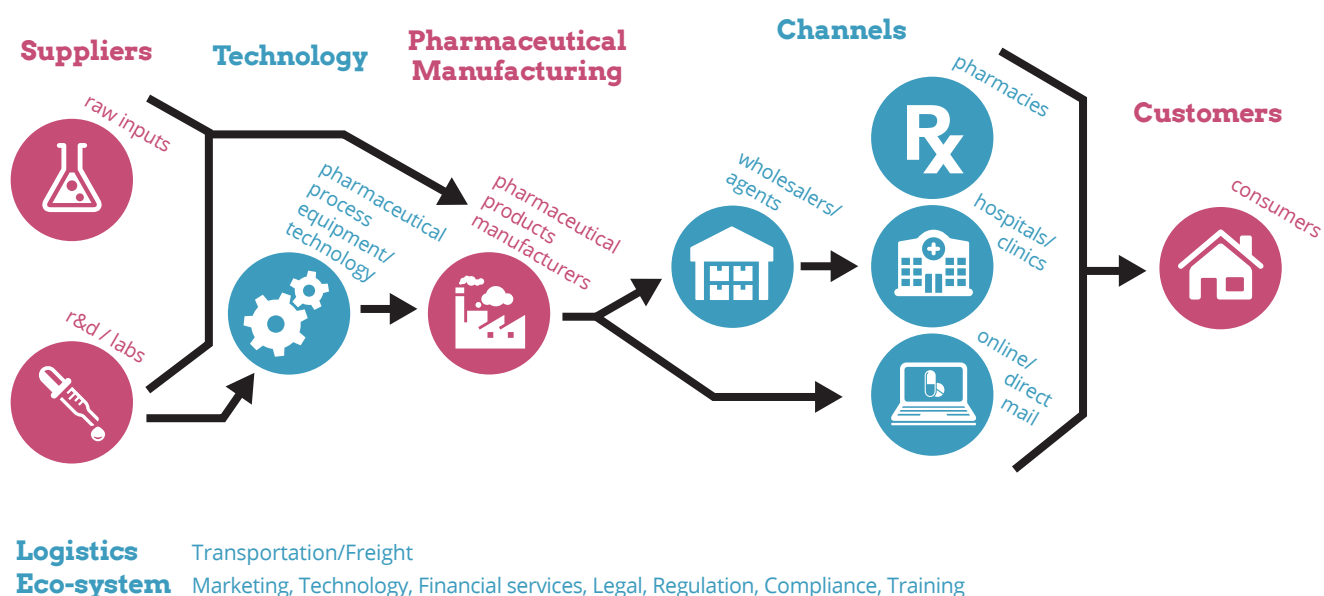 Suppliers
raw inputs
r&d / labs
Technology
pharmaceutical
process
equipment/
technology
Pharmaceutical
Manufacturing
pharmaceutical
products
manufacturers
Channels
wholesalers/
agents
Rx
pharmacies
hospitals/
clinics
online/
direct
mail
Customers
consumers
Logistics Transportation/Freight
Eco-system Marketing, Technology, Financial services, Legal, Regulation, Compliance, Training